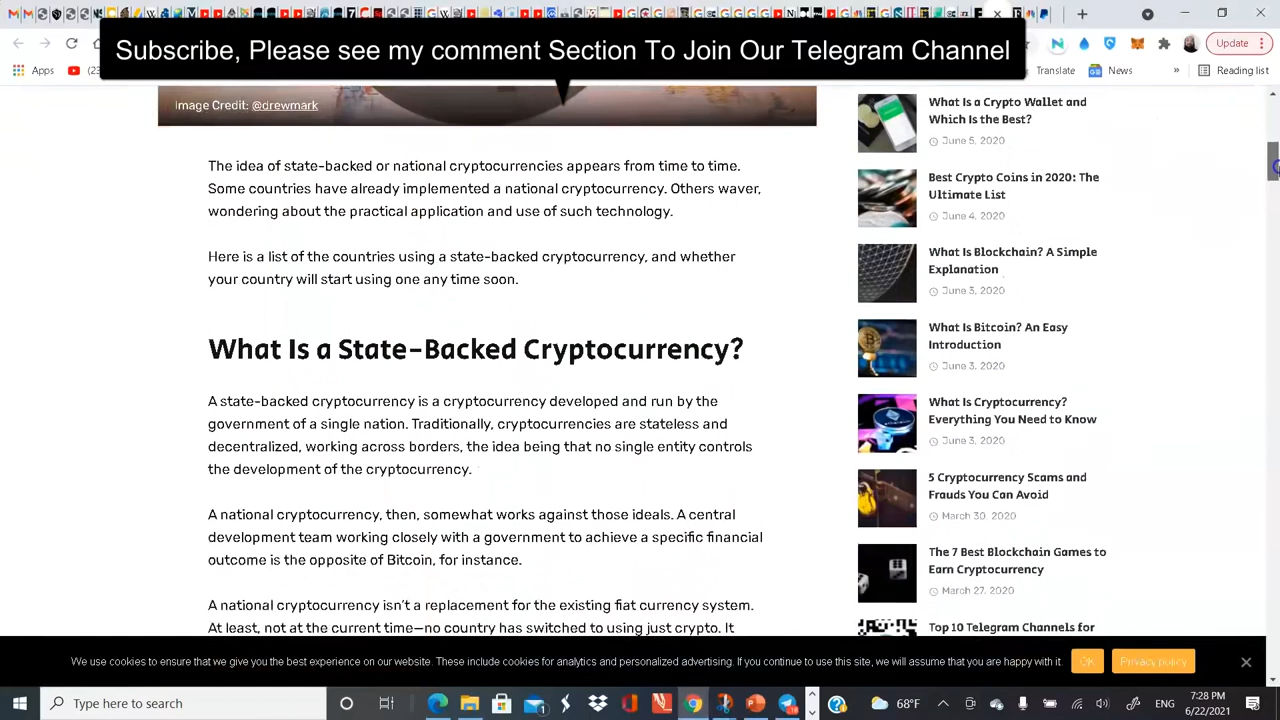 Subscribe, Please see my comment Section To Join Our Telegram Channel
Update
Apps
Translate
News
»
Reading list
Image Credit: @drewmark
The idea of state-backed or national cryptocurrencies appears from time to time.
Some countries have already implemented a national cryptocurrency. Others waver,
wondering about the practical application and use of such technology.
Here is a list of the countries using a state-backed cryptocurrency, and whether
your country will start using one any time soon.
What Is a State-Backed Cryptocurrency?
A state-backed cryptocurrency is a cryptocurrency developed and run by the
government of a single nation. Traditionally, cryptocurrencies are stateless and
decentralized, working across borders, the idea being that no single entity controls
the development of the cryptocurrency.
A national cryptocurrency, then, somewhat works against those ideals. A central
development team working closely with a government to achieve a specific financial
outcome is the opposite of Bitcoin, for instance.
A national cryptocurrency isn't a replacement for the existing fiat currency system.
At least, not at the current time—no country has switched to using just crypto. It
What Is a Crypto Wallet and
Which Is the Best?
June 5, 2020
Best Crypto Coins in 2020: The
Ultimate List
June 4, 2020
What Is Blockchain? A Simple
Explanation
June 3, 2020
What Is Bitcoin? An Easy
Introduction
June 3, 2020
What Is Cryptocurrency?
Everything You Need to Know
June 3, 2020
5 Cryptocurrency Scams and
Frauds You Can Avoid
March 30, 2020
The 7 Best Blockchain Games to
Earn Cryptocurrency
March 27, 2020
Top 10 Telegram Channels for
We use cookies to ensure that we give you the best experience on our website. These include cookies for analytics and personalized advertising. If you continue to use this site, we will assume that you are happy with it.
OK
Privacy policy
Type here to search
68°F
ENG
7:28 PM
6/22/2021